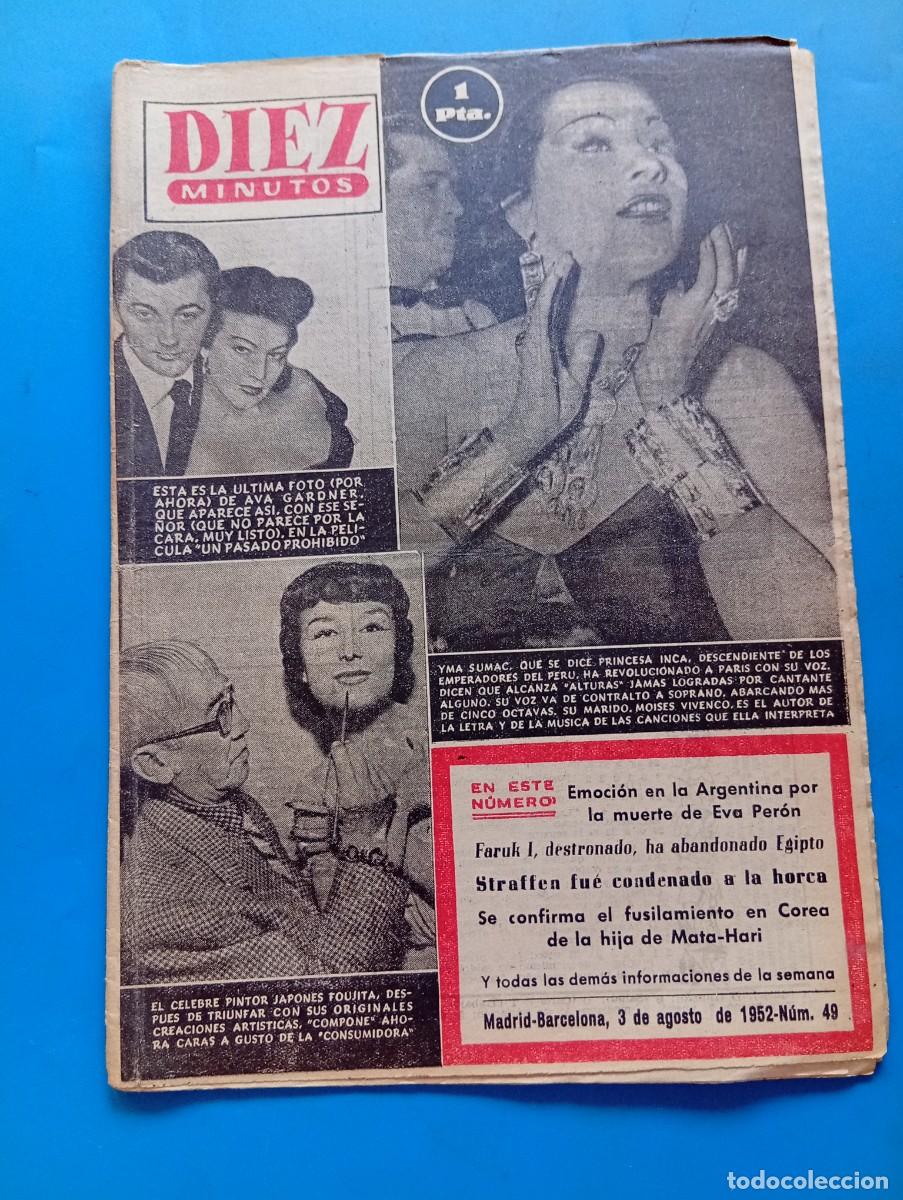 DIEZ
MINUTOS
1
Pta.
ESTA ES LA ULTIMA FOTO (POR
AHORA) DE AVA GARDNER,
QUE APARECE ASI, CON ESE SE-
ÑOR (QUE NO PARECE POR LA
CARA, MUY LISTO), EN LA PELI-
CULA "UN PASADO PROHIBIDO"
YMA SUMAC, QUE SE DICE PRINCESA INCA, DESCENDIENTE DE LOS
EMPERADORES DEL PERU, HA REVOLUCIONADO A PARIS CON SU VOZ.
DICEN QUE ALCANZA "ALTURAS" JAMAS LOGRADAS POR CANTANTE
ALGUNO. SU VOZ VA DE CONTRALTO A SOPRANO, ABARCANDO MAS
DE CINCO OCTAVAS. SU MARIDO, MOISES VIVENCO, ES EL AUTOR DE
LA LETRA Y DE LA MUSICA DE LAS CANCIONES QUE ELLA INTERPRETA
EL CELEBRE PINTOR JAPONES FOUJITA, DES-
PUES DE TRIUNFAR CON SUS ORIGINALES
CREACIONES ARTISTICAS, "COMPONE" AHO-
RA CARAS A GUSTO DE LA "CONSUMIDORA"
EN ESTE
NÚMERO:
Emoción en la Argentina por
la muerte de Eva Perón
Faruk I, destronado, ha abandonado Egipto
Straffen fué condenado a la horca
Se confirma el fusilamiento en Corea
de la hija de Mata-Hari
Y todas las demás informaciones de la semana
Madrid-Barcelona, 3 de agosto de 1952-Núm. 49
todocoleccion